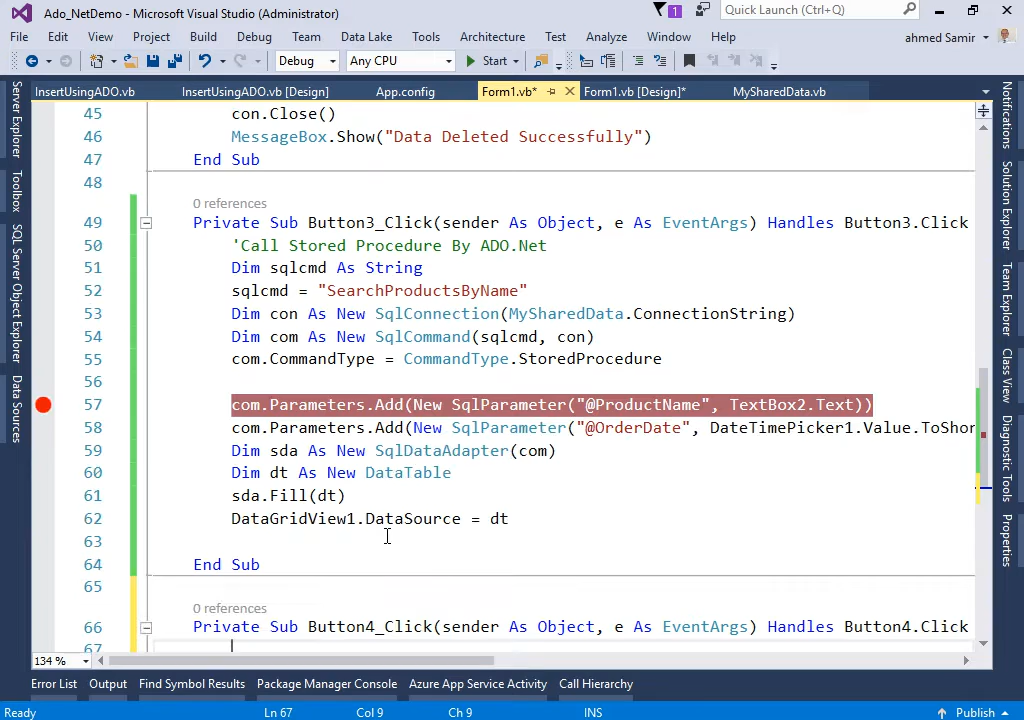 Ado_NetDemo - Microsoft Visual Studio (Administrator)
1
Quick Launch (Ctrl+Q)
File Edit View Project Build Debug Team Data Lake Tools Architecture Test Analyze Window Help
ahmed Samir
Debug Any CPU Start
InsertUsingADO.vb InsertUsingADO.vb [Design] App.config Form1.vb* Form1.vb [Design]* MySharedData.vb
Server Explorer
Toolbox
SQL Server Object Explorer
Data Sources
45 con.Close()
46 MessageBox.Show("Data Deleted Successfully")
47 End Sub
48
0 references
49 Private Sub Button3_Click(sender As Object, e As EventArgs) Handles Button3.Click
50 'Call Stored Procedure By ADO.Net
51 Dim sqlcmd As String
52 sqlcmd = "SearchProductsByName"
53 Dim con As New SqlConnection(MySharedData.ConnectionString)
54 Dim com As New SqlCommand(sqlcmd, con)
55 com.CommandType = CommandType.StoredProcedure
56
57 com.Parameters.Add(New SqlParameter("@ProductName", TextBox2.Text))
58 com.Parameters.Add(New SqlParameter("@OrderDate", DateTimePicker1.Value.ToShor
59 Dim sda As New SqlDataAdapter(com)
60 Dim dt As New DataTable
61 sda.Fill(dt)
62 DataGridView1.DataSource = dt
63
64 End Sub
65
0 references
66 Private Sub Button4_Click(sender As Object, e As EventArgs) Handles Button4.Click
67
Notifications
Solution Explorer
Team Explorer
Class View
Diagnostic Tools
Properties
134 %
Error List Output Find Symbol Results Package Manager Console Azure App Service Activity Call Hierarchy
Ready Ln 67 Col 9 Ch 9 INS Publish